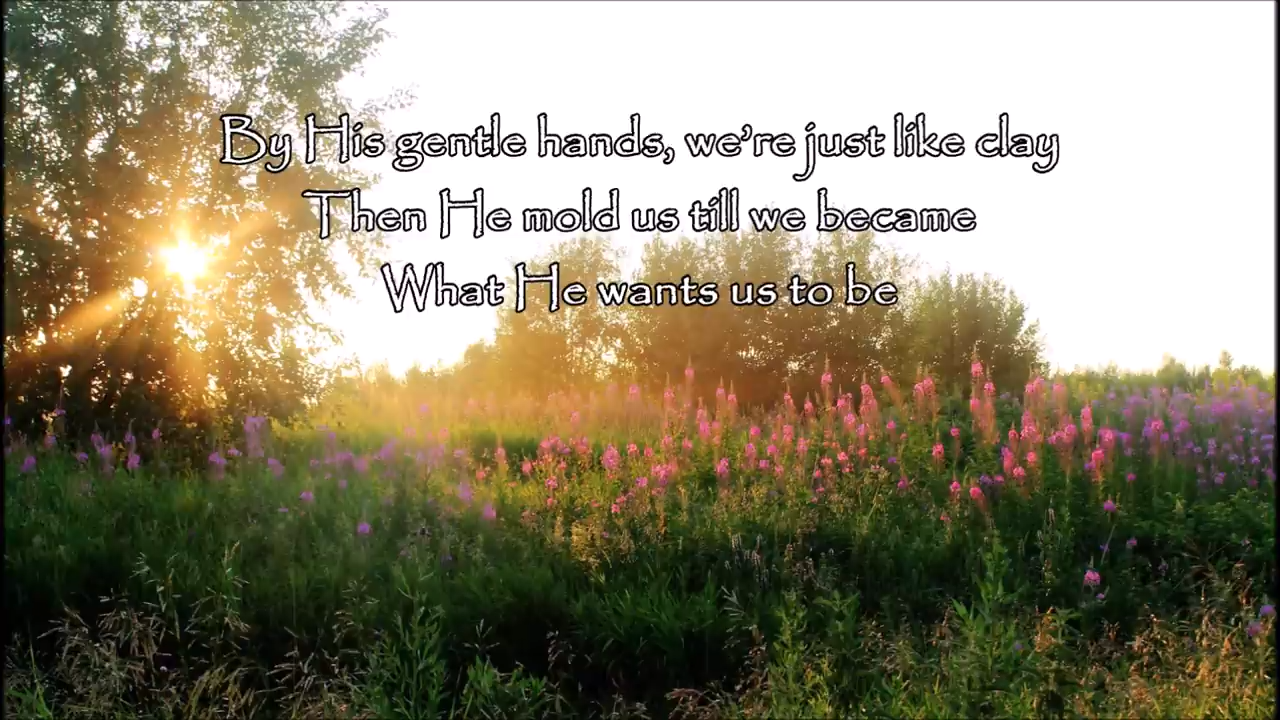 By His gentle hands, we're just like clay
Then He mold us till we became
What He wants us to be